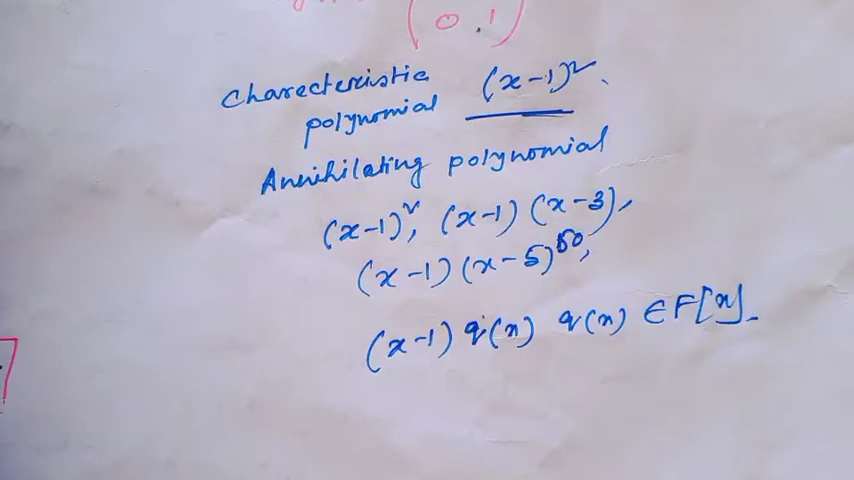 0 1
Charecteristic
polynomial (x-1)²
Annihilating polynomial
(x-1)², (x-1)(x-3),
(x-1)(x-5)⁵⁰,
(x-1) q(x) q(x) ∈ F[x].